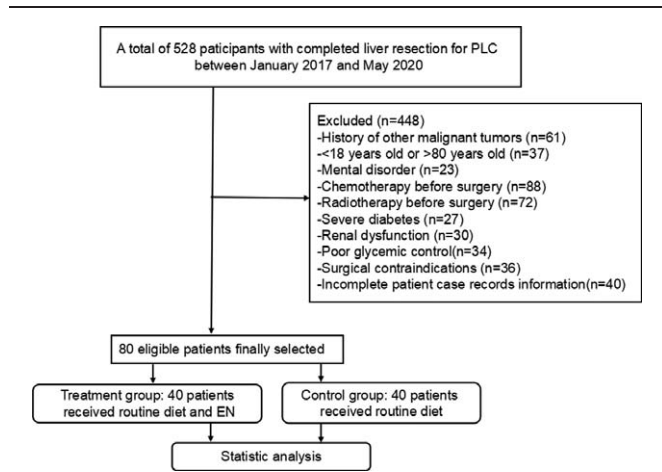 A total of 528 paticipants with completed liver resection for PLC
between January 2017 and May 2020
Excluded (n=448)
-History of other malignant tumors (n=61)
-<18 years old or >80 years old (n=37)
-Mental disorder (n=23)
-Chemotherapy before surgery (n=88)
-Radiotherapy before surgery (n=72)
-Severe diabetes (n=27)
-Renal dysfunction (n=30)
-Poor glycemic control(n=34)
-Surgical contraindications (n=36)
-Incomplete patient case records information(n=40)
80 eligible patients finally selected
Treatment group: 40 patients
received routine diet and EN
Control group: 40 patients
received routine diet
Statistic analysis